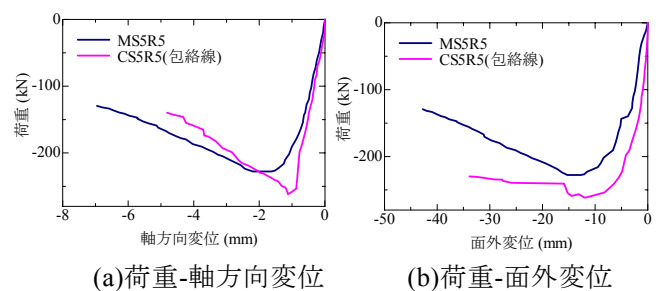 0
-100
-200
荷重 (kN)
MS5R5
CS5R5(包絡線)
-8
-6
-4
-2
0
軸方向変位 (mm)
(a)荷重-軸方向変位
0
-50
-100
-150
-200
-250
荷重 (kN)
MS5R5
CS5R5(包絡線)
-50
-40
-30
-20
-10
0
面外変位 (mm)
(b)荷重-面外変位